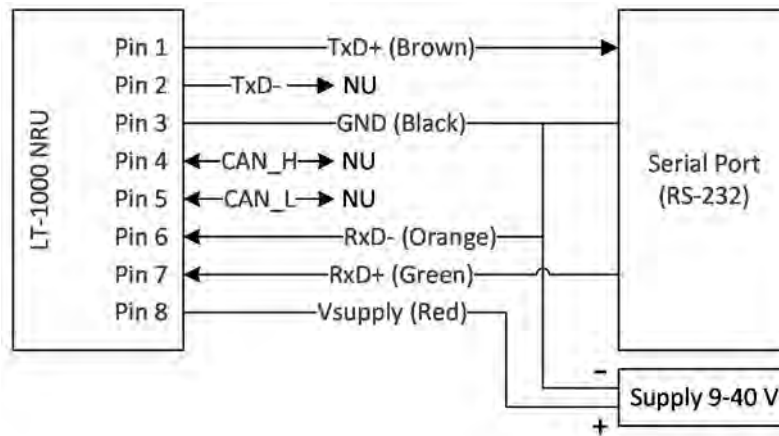 LT-1000 NRU
Pin 1 TxD+ (Brown)
Pin 2 TxD- NU
Pin 3 GND (Black)
Pin 4 CAN_H NU
Pin 5 CAN_L NU
Pin 6 RxD- (Orange)
Pin 7 RxD+ (Green)
Pin 8 Vsupply (Red)
Serial Port
(RS-232)
-
Supply 9-40 V
+